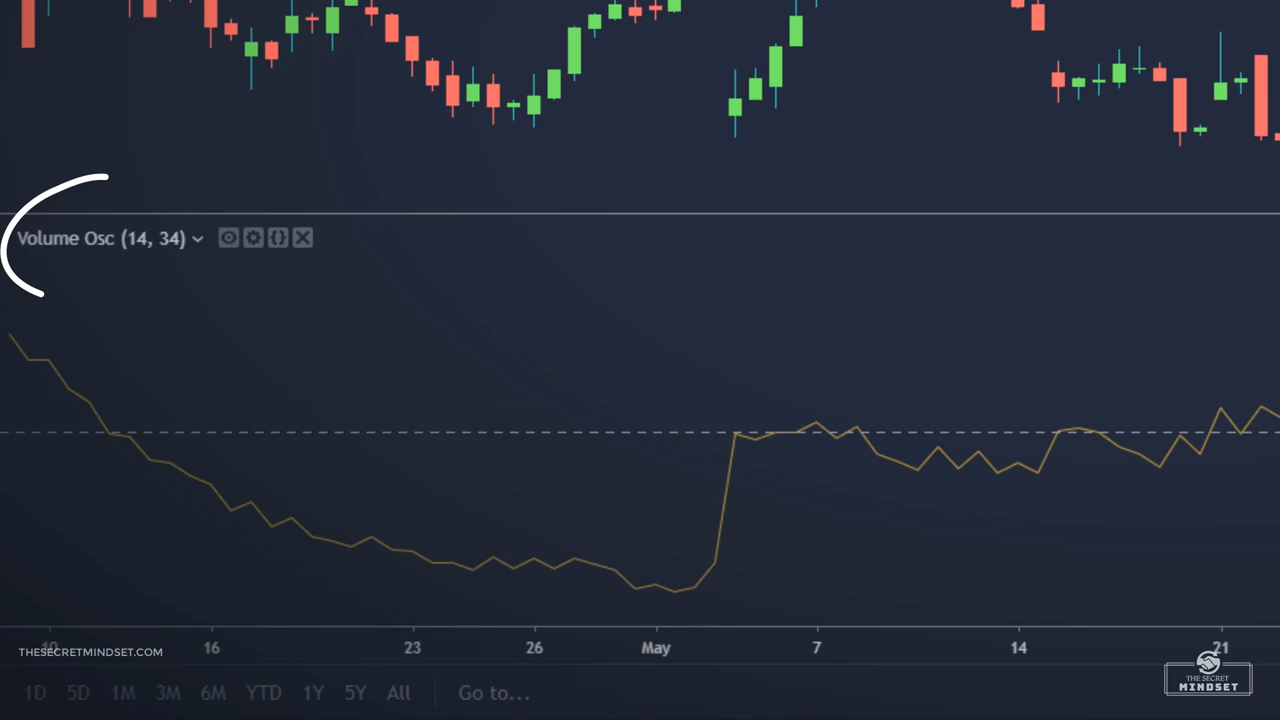 Volume Osc (14, 34)
10 16 23 26 May 7 14 21
THESECRETMINDSET.COM
THE SECRET
MINDSET
1D 5D 1M 3M 6M YTD 1Y 5Y All Go to...